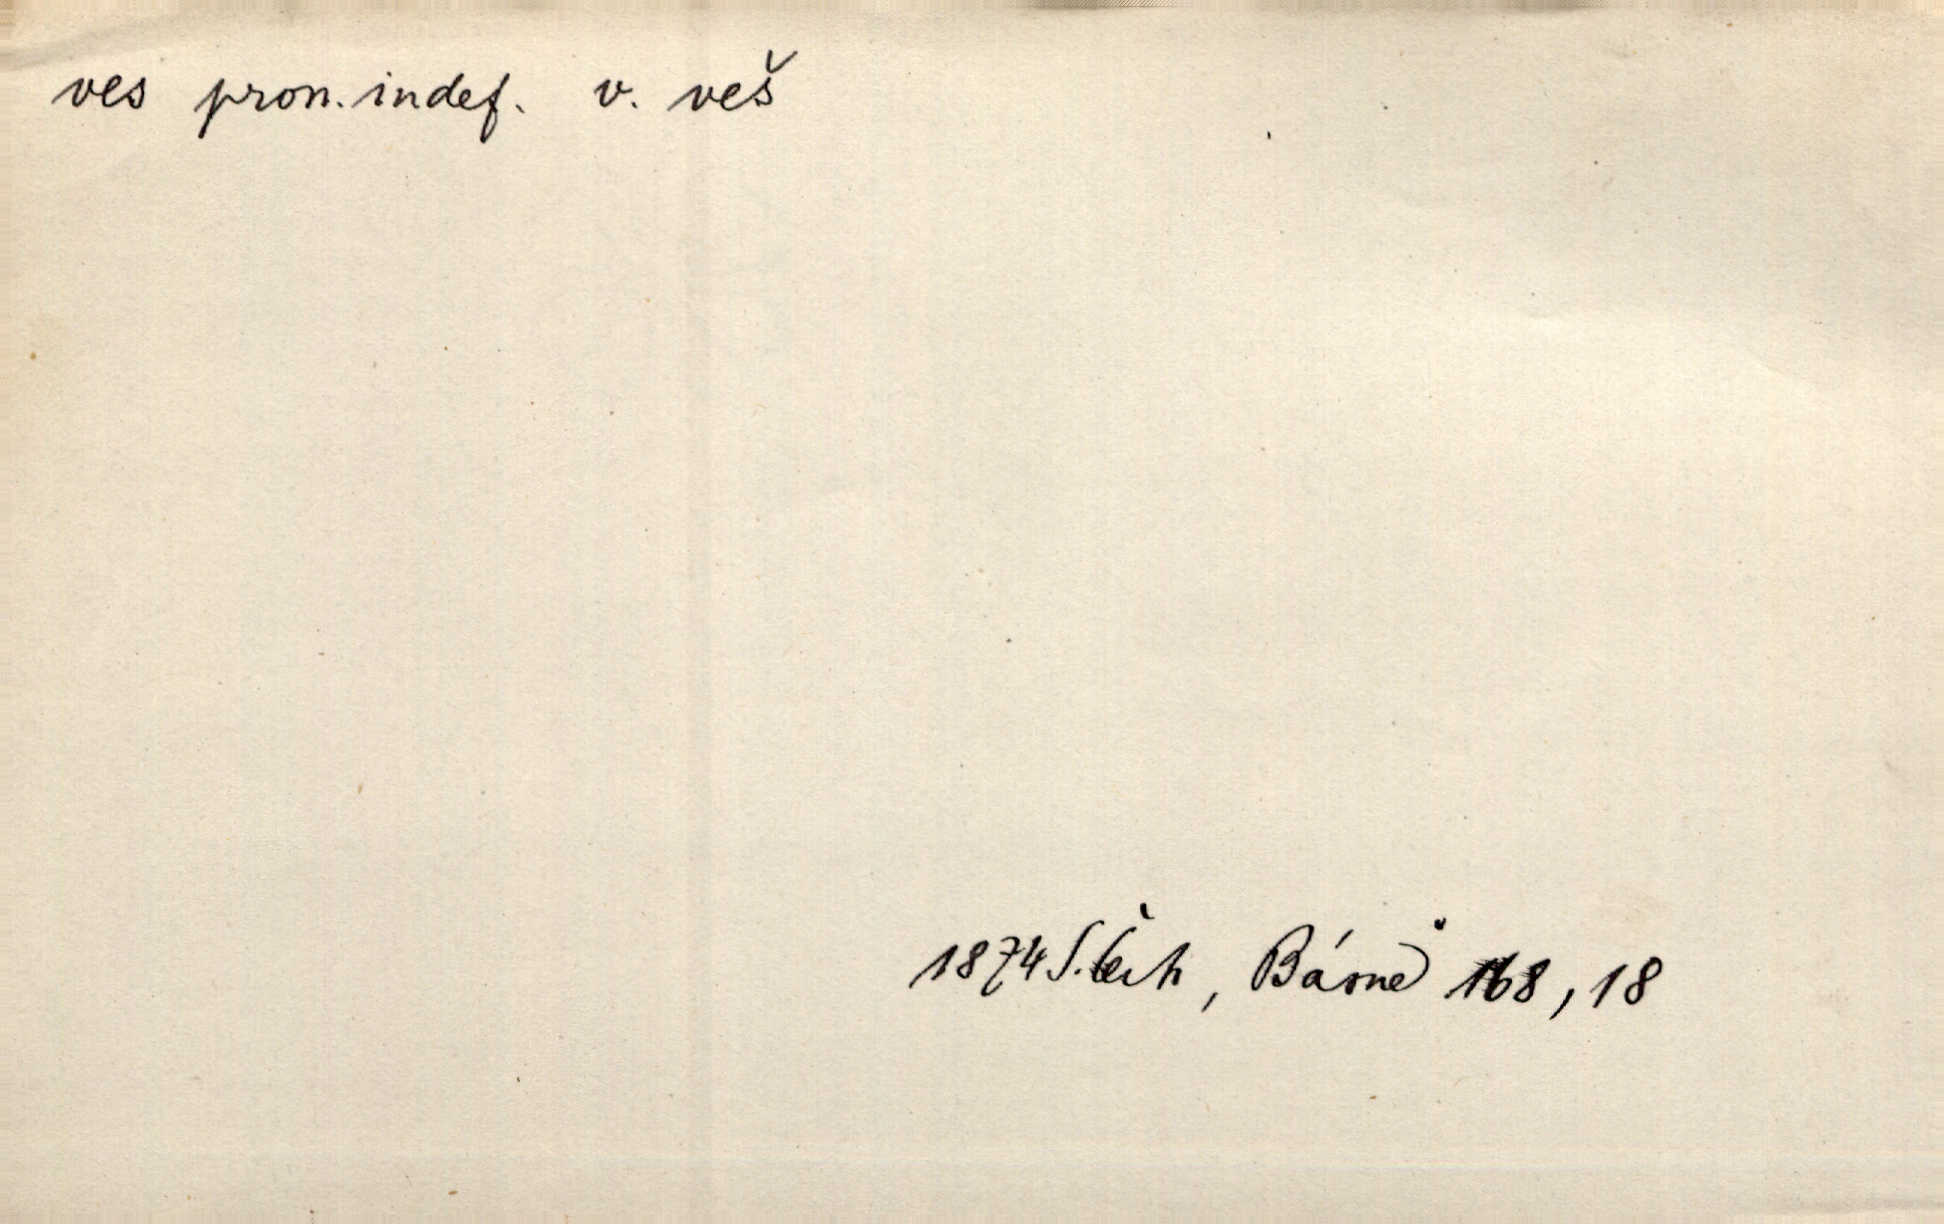 ves pron. indef. v. veš
1874 S. Čech, Básně 168, 18